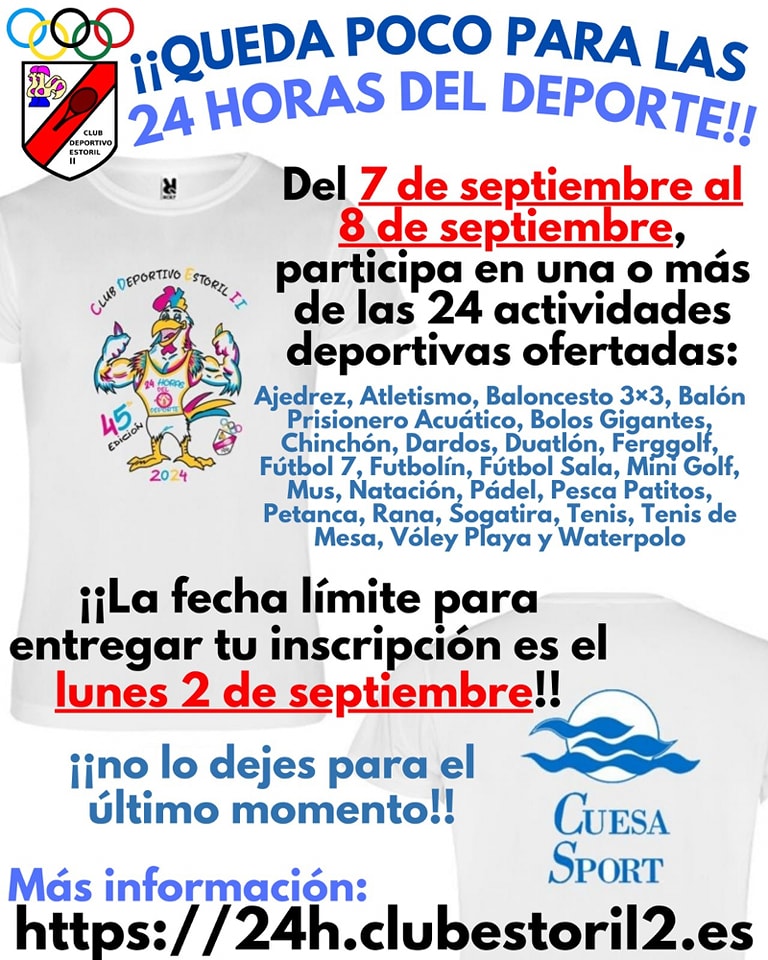 ¡¡QUEDA POCO PARA LAS
24 HORAS DEL DEPORTE!!
CLUB
DEPORTIVO
ESTORIL
II
Del 7 de septiembre al
8 de septiembre,
participa en una o más
de las 24 actividades
deportivas ofertadas:
Ajedrez, Atletismo, Baloncesto 3×3, Balón
Prisionero Acuático, Bolos Gigantes,
Chinchón, Dardos, Duatlón, Ferggolf,
Fútbol 7, Futbolín, Fútbol Sala, Mini Golf,
Mus, Natación, Pádel, Pesca Patitos,
Petanca, Rana, Sogatira, Tenis, Tenis de
Mesa, Vóley Playa y Waterpolo
CLUB DEPORTIVO ESTORIL II
24 HORAS
DEL
DEPORTE
45ª
EDICIÓN
2024
¡¡La fecha límite para
entregar tu inscripción es el
lunes 2 de septiembre!!
¡¡no lo dejes para el
último momento!!
CUESA
SPORT
Más información:
https://24h.clubestoril2.es